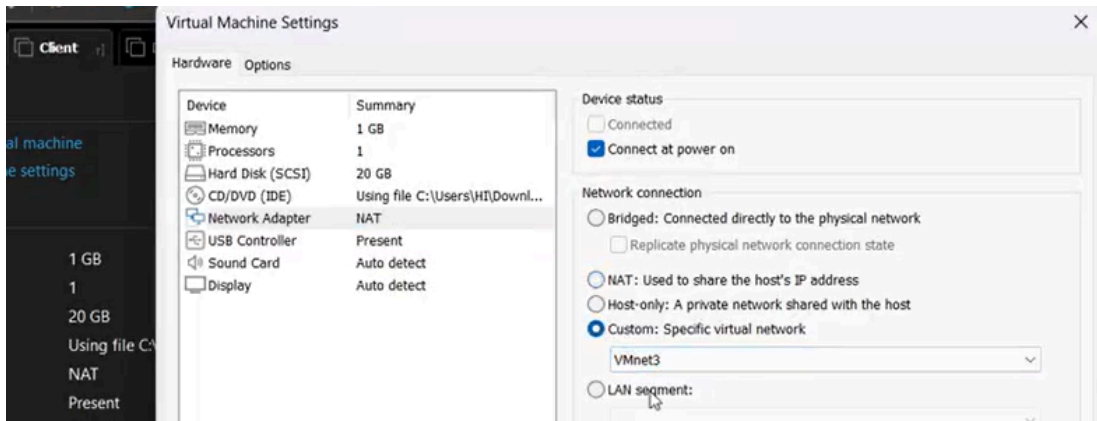 Client
Virtual Machine Settings
Hardware Options
Device Summary
Memory 1 GB
Processors 1
Hard Disk (SCSI) 20 GB
CD/DVD (IDE) Using file C:\Users\HI\Downl...
Network Adapter NAT
USB Controller Present
Sound Card Auto detect
Display Auto detect
Device status
Connected
Connect at power on
Network connection
Bridged: Connected directly to the physical network
Replicate physical network connection state
NAT: Used to share the host's IP address
Host-only: A private network shared with the host
Custom: Specific virtual network
VMnet3
LAN segment:
al machine
e settings
1 GB
1
20 GB
Using file C:\
NAT
Present